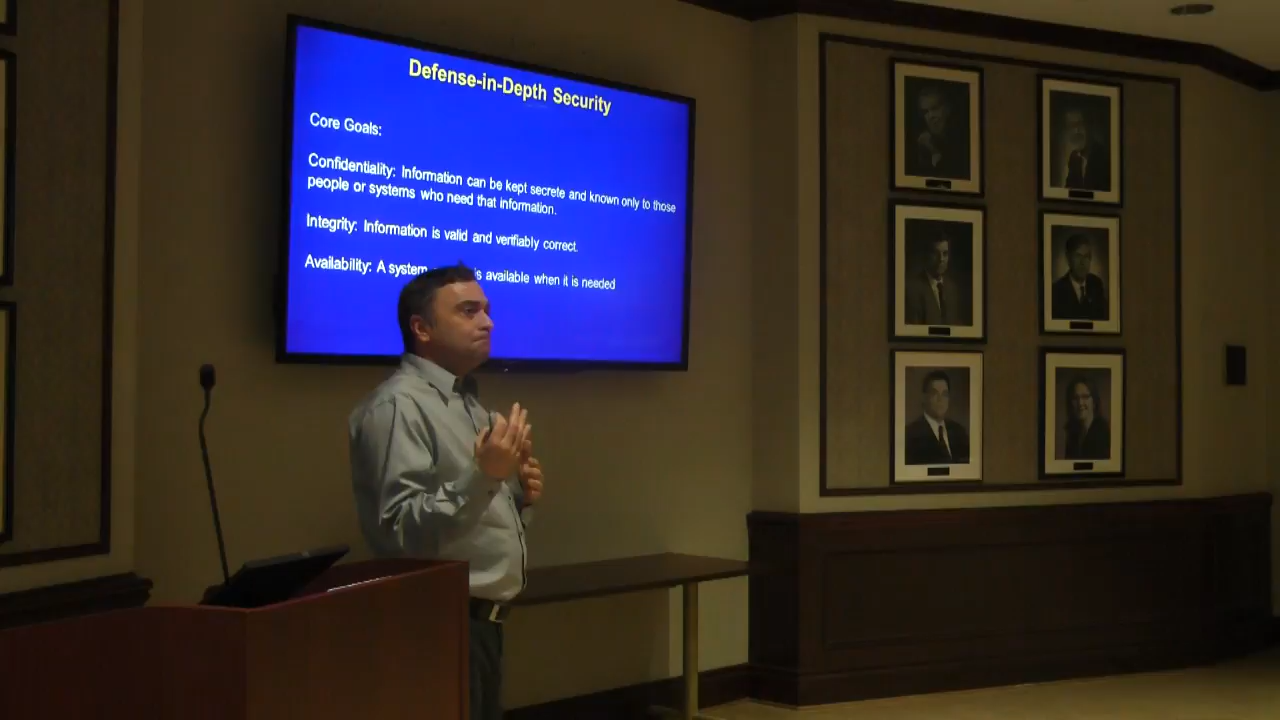 Defense-in-Depth Security
Core Goals:
Confidentiality: Information can be kept secrete and known only to those
people or systems who need that information.
Integrity: Information is valid and verifiably correct.
Availability: A system is available when it is needed